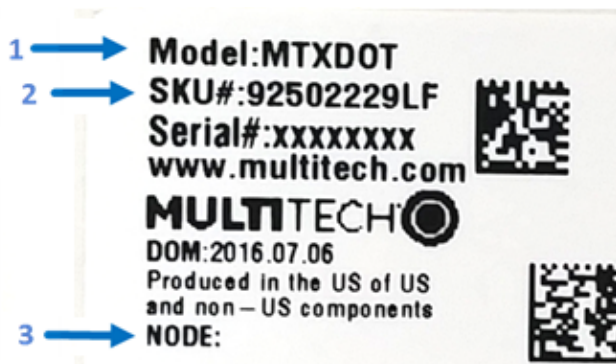 1 Model:MTXDOT
2 SKU#:92502229LF
Serial#:xxxxxxxx
www.multitech.com
MULTITECH
DOM:2016.07.06
Produced in the US of US
and non-US components
3 NODE: